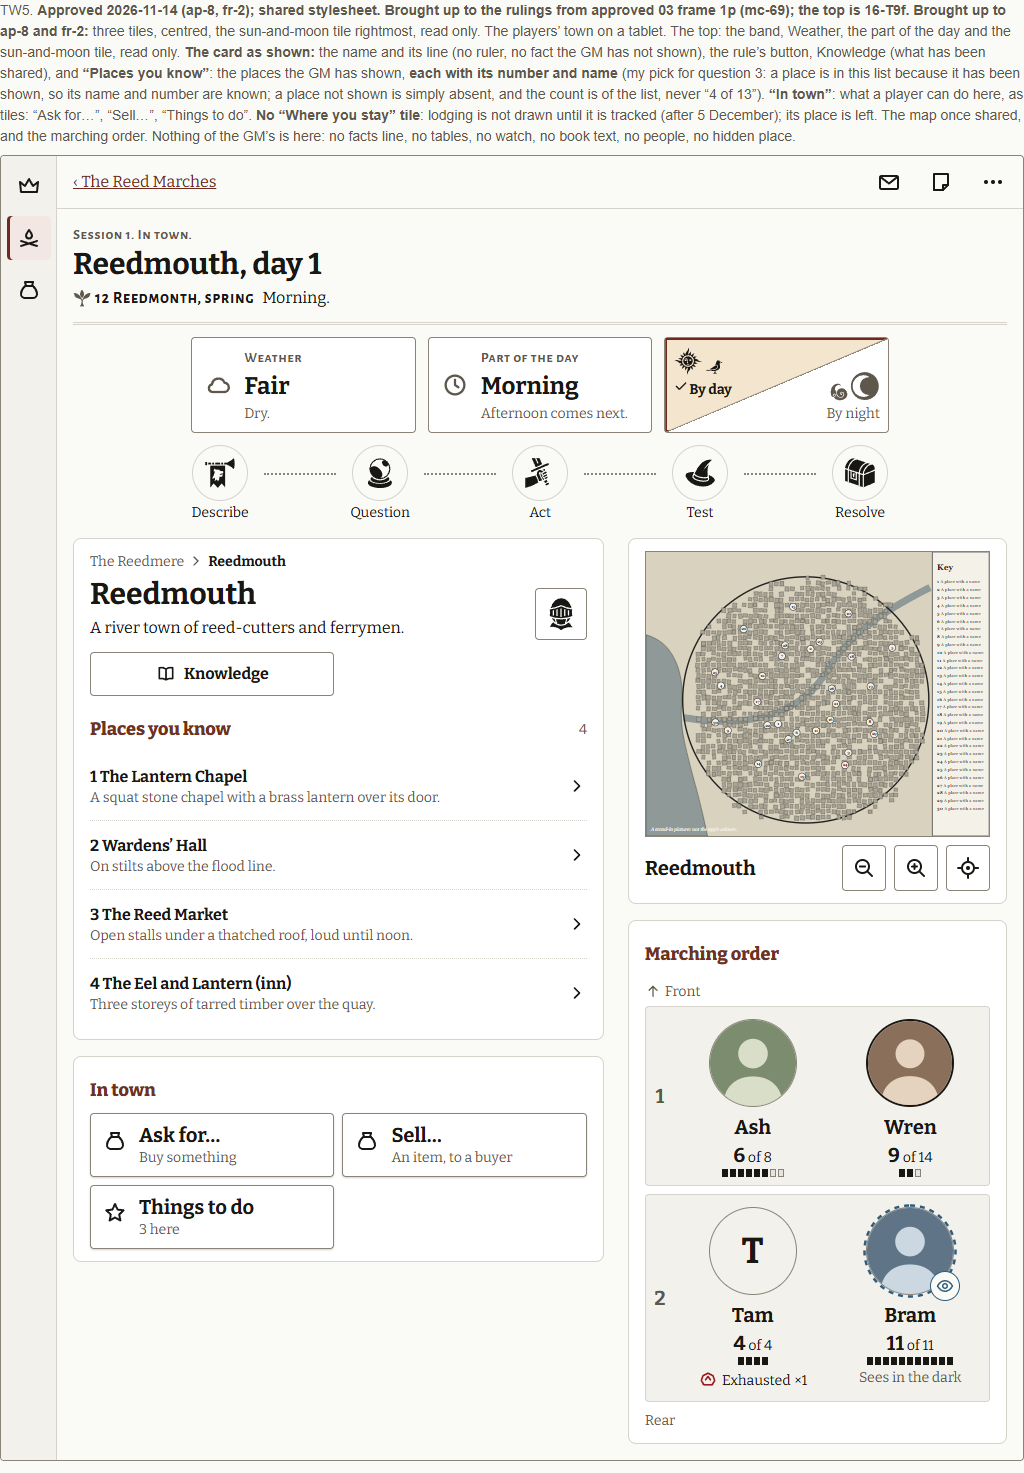 TW5. Approved 2026-11-14 (ap-8, fr-2); shared stylesheet. Brought up to the rulings from approved 03 frame 1p (mc-69); the top is 16-T9f. Brought up to
ap-8 and fr-2: three tiles, centred, the sun-and-moon tile rightmost, read only. The players’ town on a tablet. The top: the band, Weather, the part of the day and the
sun-and-moon tile, read only. The card as shown: the name and its line (no ruler, no fact the GM has not shown), the rule’s button, Knowledge (what has been
shared), and “Places you know”: the places the GM has shown, each with its number and name (my pick for question 3: a place is in this list because it has been
shown, so its name and number are known; a place not shown is simply absent, and the count is of the list, never “4 of 13”). “In town”: what a player can do here, as
tiles: “Ask for…”, “Sell…”, “Things to do”. No “Where you stay” tile: lodging is not drawn until it is tracked (after 5 December); its place is left. The map once shared,
and the marching order. Nothing of the GM’s is here: no facts line, no tables, no watch, no book text, no people, no hidden place.
‹ The Reed Marches
Session 1. In town.
Reedmouth, day 1
12 Reedmonth, spring Morning.
Weather
Fair
Dry.
Part of the day
Morning
Afternoon comes next.
By day
By night
Describe
Question
Act
Test
Resolve
The Reedmere > Reedmouth
Reedmouth
A river town of reed-cutters and ferrymen.
Knowledge
Places you know 4
1 The Lantern Chapel
A squat stone chapel with a brass lantern over its door.
2 Wardens’ Hall
On stilts above the flood line.
3 The Reed Market
Open stalls under a thatched roof, loud until noon.
4 The Eel and Lantern (inn)
Three storeys of tarred timber over the quay.
In town
Ask for…
Buy something
Sell…
An item, to a buyer
Things to do
3 here
Key
Reedmouth
Marching order
↑ Front
1
Ash
6 of 8
Wren
9 of 14
2
T
Tam
4 of 4
Exhausted ×1
Bram
11 of 11
Sees in the dark
Rear